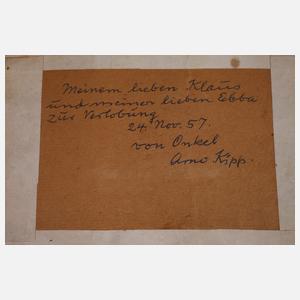 Meinem lieben Klaus
und meiner lieben Ebba
zur Verlobung
24 Nov. 57.
von Onkel
Arno Kipp.